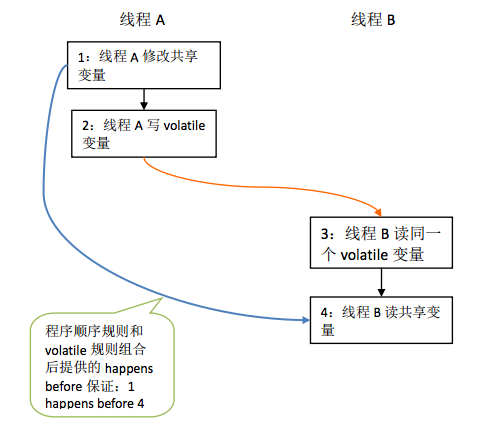 线程 A
线程 B
1：线程 A 修改共享
变量
2：线程 A 写 volatile
变量
3：线程 B 读同一
个 volatile 变量
4：线程 B 读共享变
量
程序顺序规则和
volatile 规则组合
后提供的 happens
before 保证：1
happens before 4